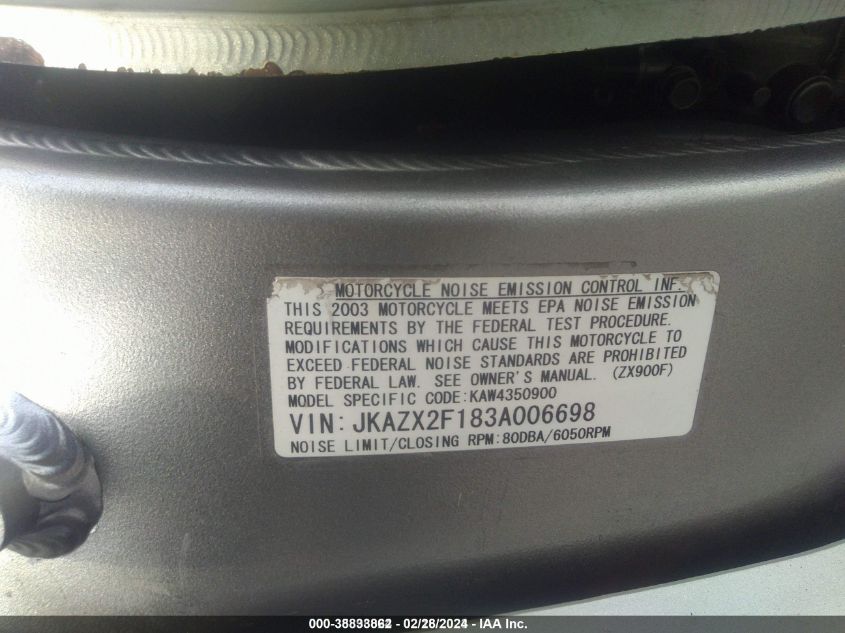 MOTORCYCLE NOISE EMISSION CONTROL INF.
THIS 2003 MOTORCYCLE MEETS EPA NOISE EMISSION
REQUIREMENTS BY THE FEDERAL TEST PROCEDURE.
MODIFICATIONS WHICH CAUSE THIS MOTORCYCLE TO
EXCEED FEDERAL NOISE STANDARDS ARE PROHIBITED
BY FEDERAL LAW. SEE OWNER'S MANUAL. (ZX900F)
MODEL SPECIFIC CODE:KAW4350900
VIN: JKAZX2F183A006698
NOISE LIMIT/CLOSING RPM:80DBA/6050RPM
000-38833862 - 02/28/2024 - IAA Inc.